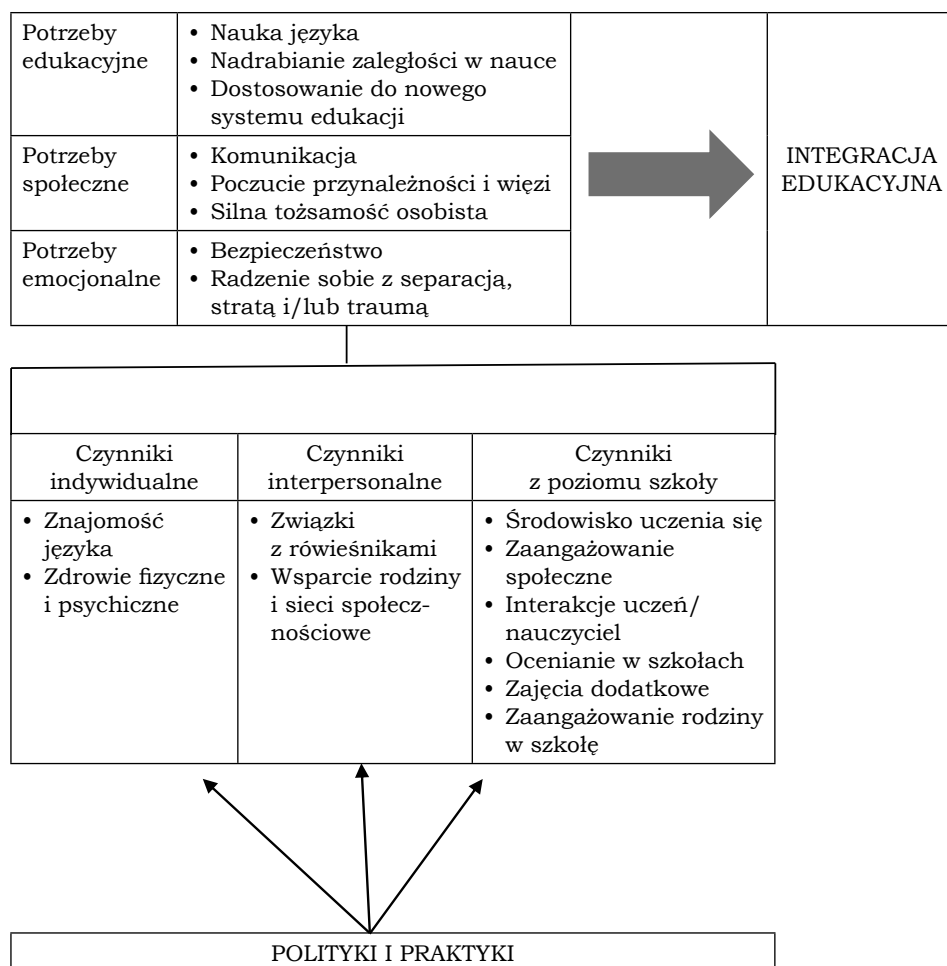 Potrzeby
edukacyjne
• Nauka języka
• Nadrabianie zaległości w nauce
• Dostosowanie do nowego
systemu edukacji
Potrzeby
społeczne
• Komunikacja
• Poczucie przynależności i więzi
• Silna tożsamość osobista
Potrzeby
emocjonalne
• Bezpieczeństwo
• Radzenie sobie z separacją,
stratą i/lub traumą
INTEGRACJA
EDUKACYJNA
Czynniki
indywidualne
• Znajomość
języka
• Zdrowie fizyczne
i psychiczne
Czynniki
interpersonalne
• Związki
z rówieśnikami
• Wsparcie rodziny
i sieci społecz-
nościowe
Czynniki
z poziomu szkoły
• Środowisko uczenia się
• Zaangażowanie
społeczne
• Interakcje uczeń/
nauczyciel
• Ocenianie w szkołach
• Zajęcia dodatkowe
• Zaangażowanie rodziny
w szkołę
POLITYKI I PRAKTYKI